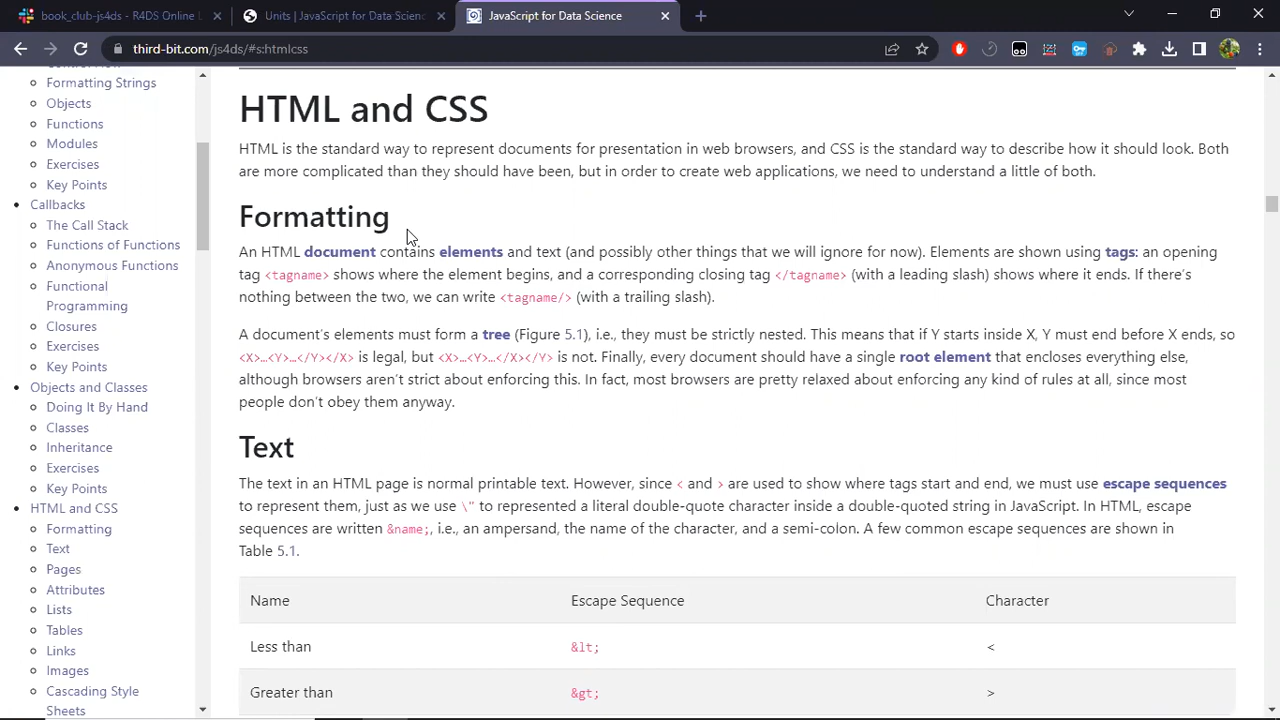 book_club-js4ds - R4DS Online L
Units | JavaScript for Data Scienc
JavaScript for Data Science
third-bit.com/js4ds/#s:htmlcss
Formatting Strings
Objects
Functions
Modules
Exercises
Key Points
Callbacks
The Call Stack
Functions of Functions
Anonymous Functions
Functional
Programming
Closures
Exercises
Key Points
Objects and Classes
Doing It By Hand
Classes
Inheritance
Exercises
Key Points
HTML and CSS
Formatting
Text
Pages
Attributes
Lists
Tables
Links
Images
Cascading Style
Sheets
HTML and CSS
HTML is the standard way to represent documents for presentation in web browsers, and CSS is the standard way to describe how it should look. Both
are more complicated than they should have been, but in order to create web applications, we need to understand a little of both.
Formatting
An HTML document contains elements and text (and possibly other things that we will ignore for now). Elements are shown using tags: an opening
tag <tagname> shows where the element begins, and a corresponding closing tag </tagname> (with a leading slash) shows where it ends. If there's
nothing between the two, we can write <tagname/> (with a trailing slash).
A document's elements must form a tree (Figure 5.1), i.e., they must be strictly nested. This means that if Y starts inside X, Y must end before X ends, so
<X>…<Y>…</Y></X> is legal, but <X>…<Y>…</X></Y> is not. Finally, every document should have a single root element that encloses everything else,
although browsers aren't strict about enforcing this. In fact, most browsers are pretty relaxed about enforcing any kind of rules at all, since most
people don't obey them anyway.
Text
The text in an HTML page is normal printable text. However, since < and > are used to show where tags start and end, we must use escape sequences
to represent them, just as we use \" to represented a literal double-quote character inside a double-quoted string in JavaScript. In HTML, escape
sequences are written &name;, i.e., an ampersand, the name of the character, and a semi-colon. A few common escape sequences are shown in
Table 5.1.
Name Escape Sequence Character
Less than &lt; <
Greater than &gt; >